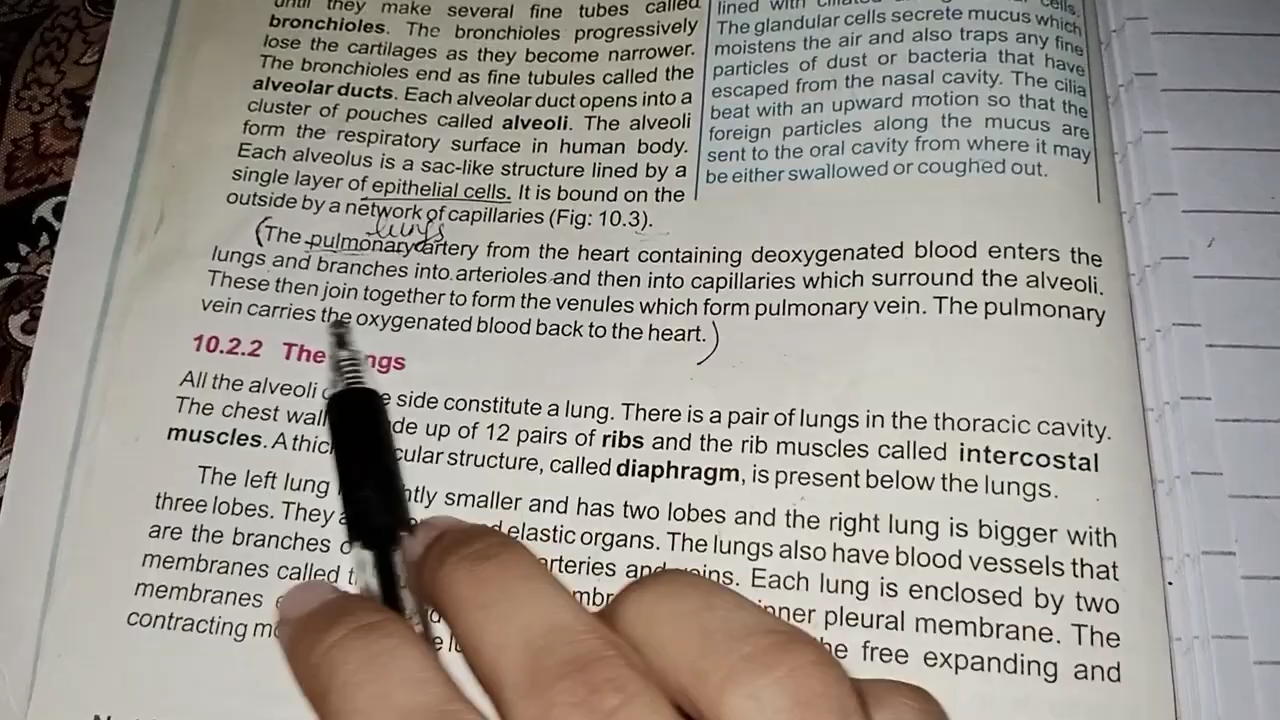 until they make several fine tubes called
bronchioles. The bronchioles progressively
lose the cartilages as they become narrower.
The bronchioles end as fine tubules called the
alveolar ducts. Each alveolar duct opens into a
cluster of pouches called alveoli. The alveoli
form the respiratory surface in human body.
Each alveolus is a sac-like structure lined by a
single layer of epithelial cells. It is bound on the
outside by a network of capillaries (Fig: 10.3).
lined with cells.
The glandular cells secrete mucus which
moistens the air and also traps any fine
particles of dust or bacteria that have
escaped from the nasal cavity. The cilia
beat with an upward motion so that the
foreign particles along the mucus are
sent to the oral cavity from where it may
be either swallowed or coughed out.
lungs
(The pulmonary artery from the heart containing deoxygenated blood enters the
lungs and branches into arterioles and then into capillaries which surround the alveoli.
These then join together to form the venules which form pulmonary vein. The pulmonary
vein carries the oxygenated blood back to the heart.)
10.2.2 The ngs
All the alveoli side constitute a lung. There is a pair of lungs in the thoracic cavity.
The chest wall de up of 12 pairs of ribs and the rib muscles called intercostal
muscles. A thick cular structure, called diaphragm, is present below the lungs.
The left lung htly smaller and has two lobes and the right lung is bigger with
three lobes. They elastic organs. The lungs also have blood vessels that
are the branches arteries and veins. Each lung is enclosed by two
membranes called inner pleural membrane. The
membranes the free expanding and
contracting